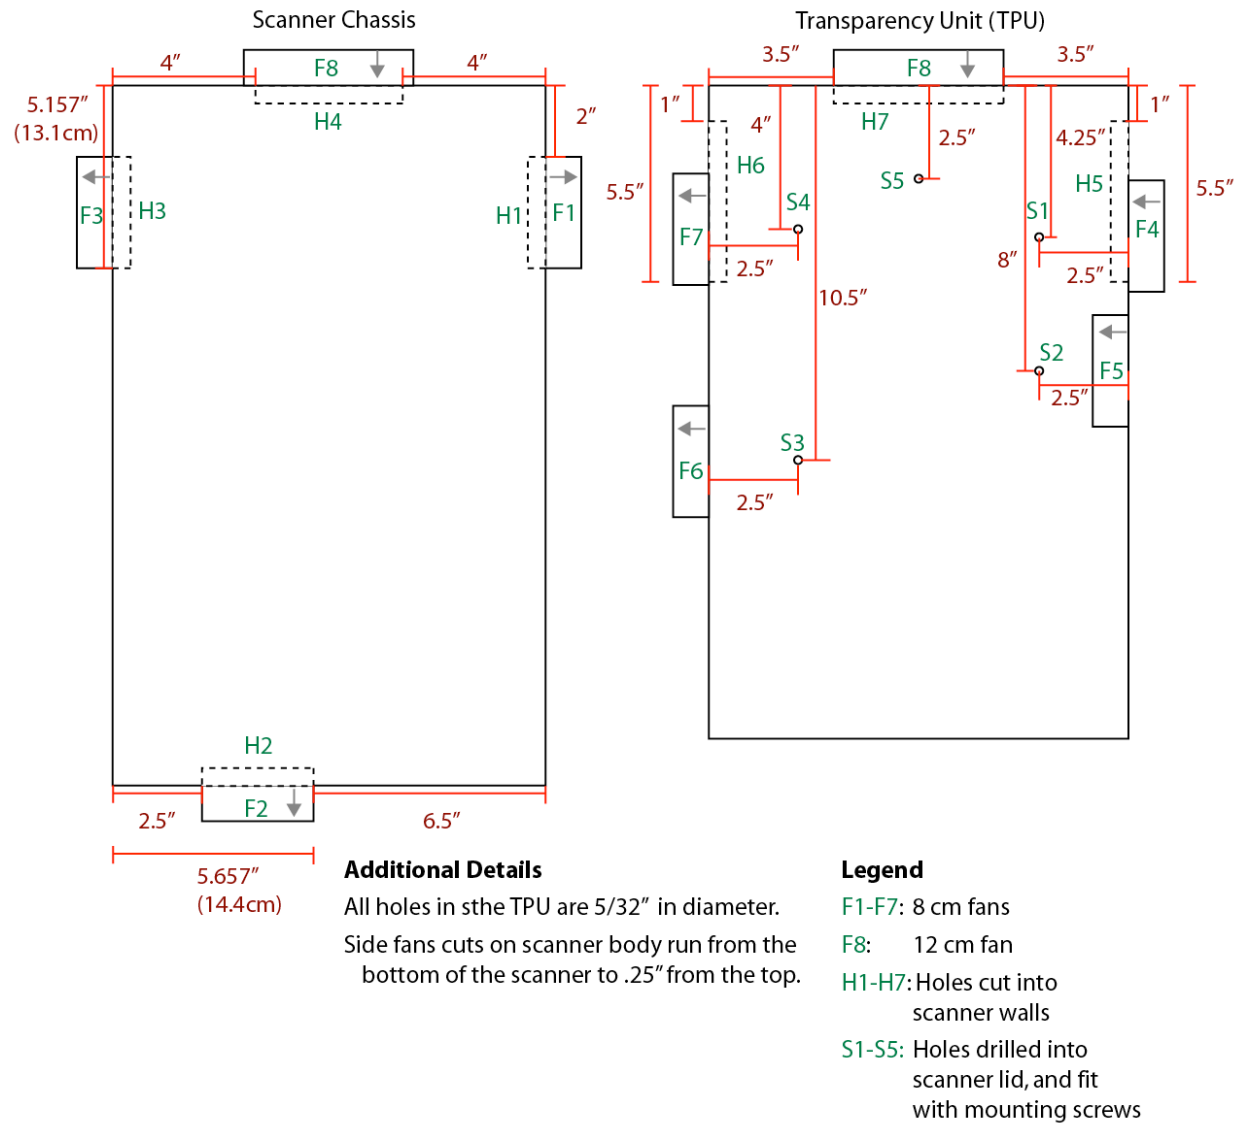 Scanner Chassis
Transparency Unit (TPU)
4”
F8
4”
3.5”
F8
3.5”
5.157”
(13.1cm)
H4
2”
1”
4”
H7
2.5”
4.25”
1”
F3
H3
H1
F1
5.5”
H6
S5
H5
5.5”
S4
S1
F7
F4
2.5”
8”
2.5”
10.5”
S2
F5
2.5”
S3
F6
2.5”
H2
F2
2.5”
6.5”
5.657”
(14.4cm)
Additional Details
All holes in sthe TPU are 5/32” in diameter.
Side fans cuts on scanner body run from the
bottom of the scanner to .25” from the top.
Legend
F1-F7: 8 cm fans
F8: 12 cm fan
H1-H7: Holes cut into
scanner walls
S1-S5: Holes drilled into
scanner lid, and fit
with mounting screws